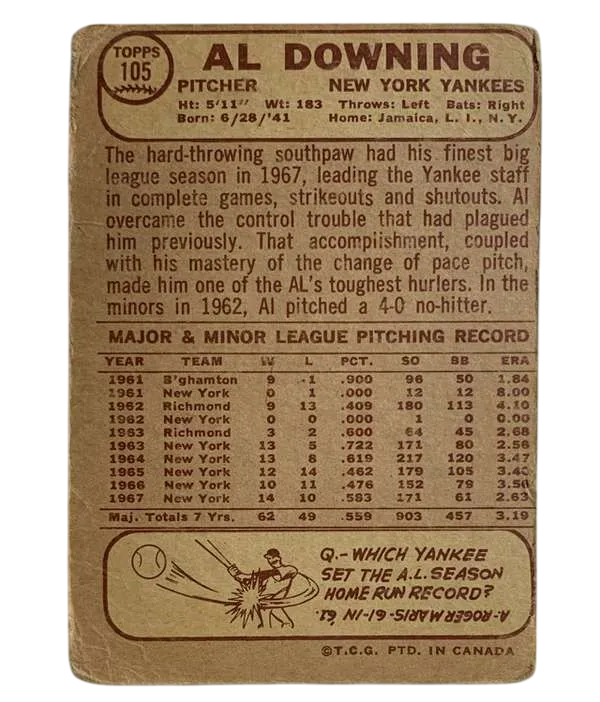 TOPPS
105
AL DOWNING
PITCHER NEW YORK YANKEES
Ht: 5'11" Wt: 183 Throws: Left Bats: Right
Born: 6/28/'41 Home: Jamaica, L. I., N. Y.
The hard-throwing southpaw had his finest big
league season in 1967, leading the Yankee staff
in complete games, strikeouts and shutouts. Al
overcame the control trouble that had plagued
him previously. That accomplishment, coupled
with his mastery of the change of pace pitch,
made him one of the AL's toughest hurlers. In the
minors in 1962, Al pitched a 4-0 no-hitter.
MAJOR & MINOR LEAGUE PITCHING RECORD
YEAR TEAM W L PCT. SO BB ERA
1961 B'ghamton 9 1 .900 96 50 1.84
1961 New York 0 1 .000 12 12 8.00
1962 Richmond 9 13 .409 180 113 4.10
1962 New York 0 0 .000 1 0 0.00
1963 Richmond 3 2 .600 64 45 2.68
1963 New York 13 5 .722 171 80 2.56
1964 New York 13 8 .619 217 120 3.47
1965 New York 12 14 .462 179 105 3.40
1966 New York 10 11 .476 152 79 3.56
1967 New York 14 10 .583 171 61 2.63
Maj. Totals 7 Yrs. 62 49 .559 903 457 3.19
Q.-WHICH YANKEE
SET THE A.L. SEASON
HOME RUN RECORD?
A-ROGER MARIS-61-IN '61.
©T.C.G. PTD. IN CANADA